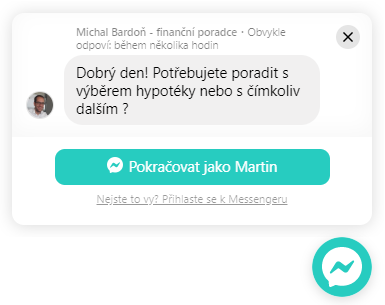 Michal Bardoň - finanční poradce • Obvykle
odpoví: během několika hodin
Dobrý den! Potřebujete poradit s
výběrem hypotéky nebo s čímkoliv
dalším ?
Pokračovat jako Martin
Nejste to vy? Přihlaste se k Messengeru